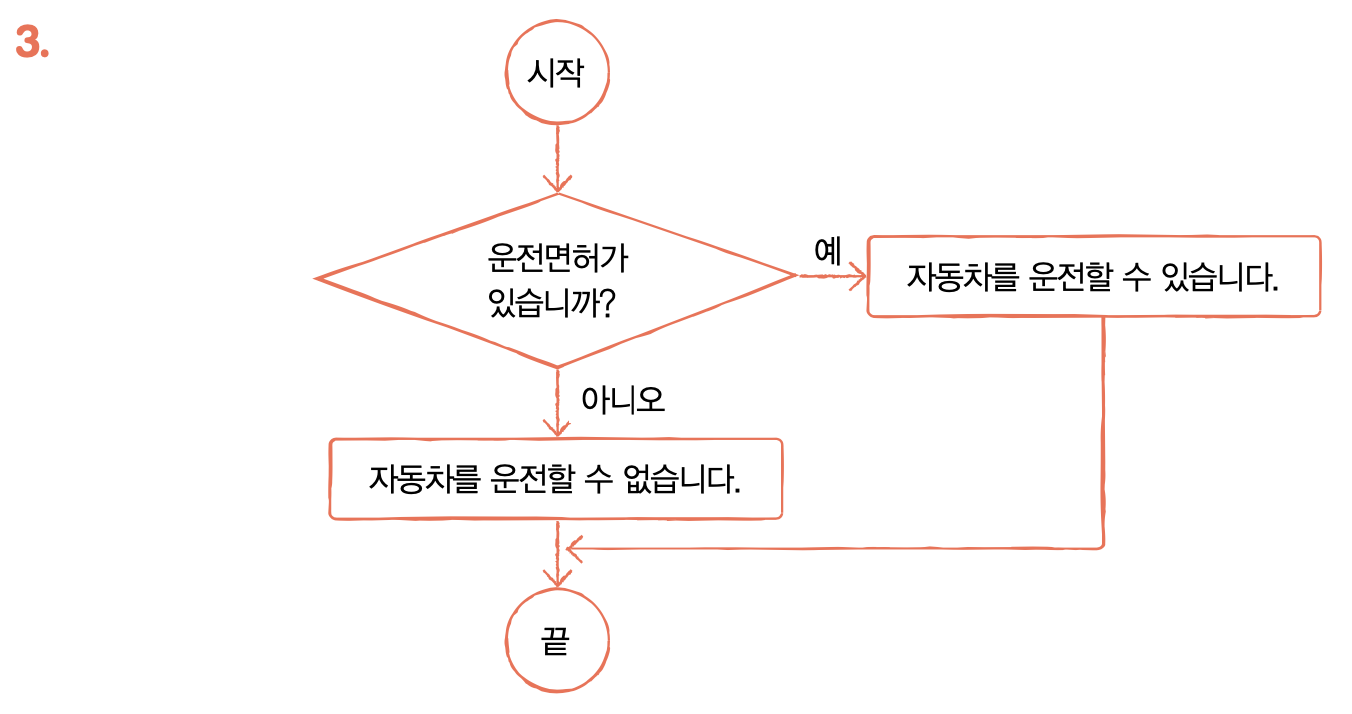 3.
시작
운전면허가
있습니까?
예
자동차를 운전할 수 있습니다.
아니오
자동차를 운전할 수 없습니다.
끝